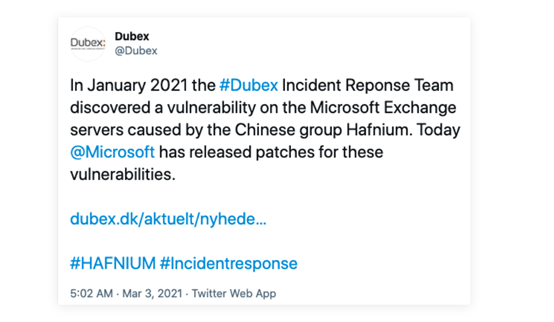 Dubex:
Dubex
@Dubex
In January 2021 the #Dubex Incident Reponse Team
discovered a vulnerability on the Microsoft Exchange
servers caused by the Chinese group Hafnium. Today
@Microsoft has released patches for these
vulnerabilities.
dubex.dk/aktuelt/nyhede...
#HAFNIUM #Incidentresponse
5:02 AM · Mar 3, 2021 · Twitter Web App